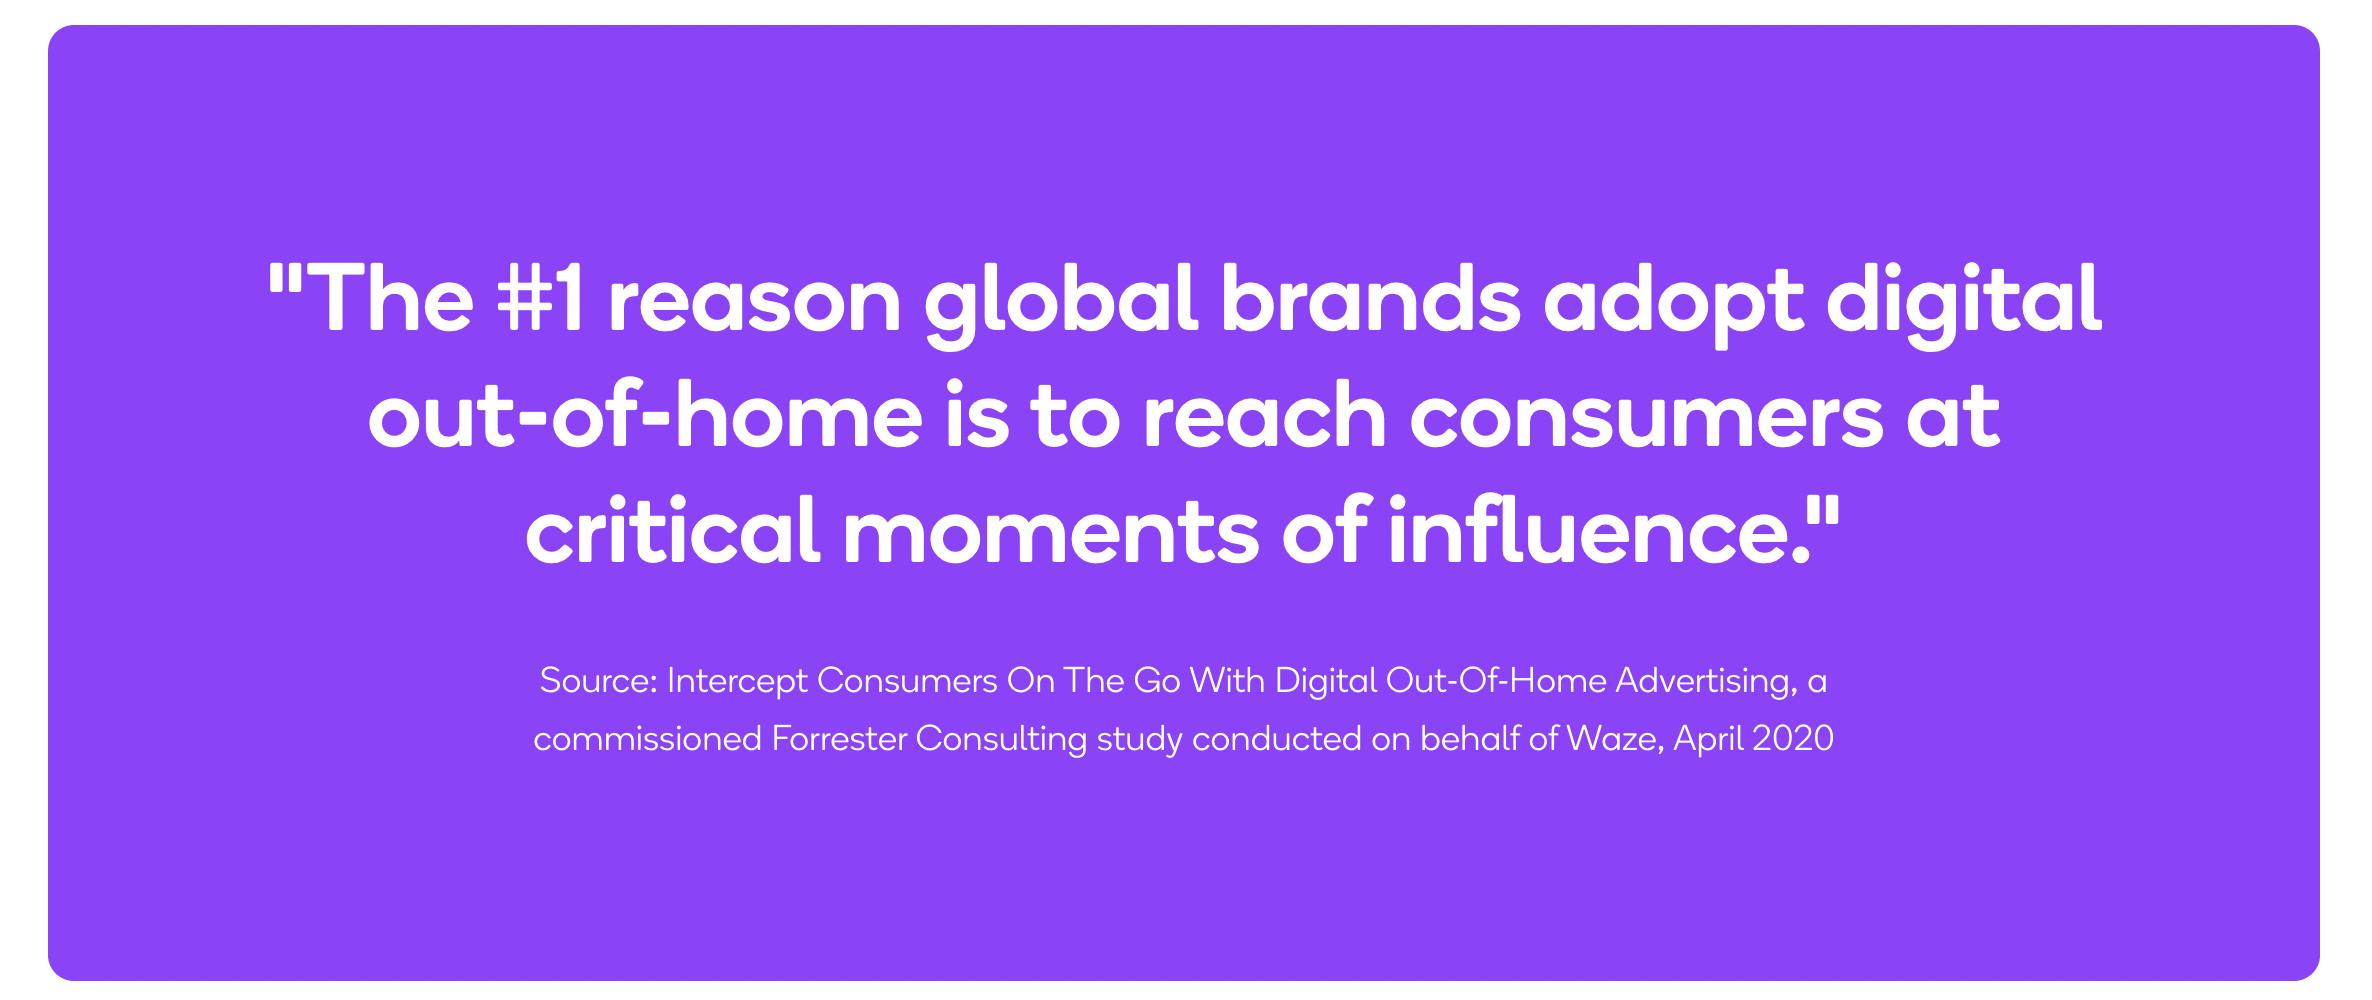 "The #1 reason global brands adopt digital
out-of-home is to reach consumers at
critical moments of influence."
Source: Intercept Consumers On The Go With Digital Out-Of-Home Advertising, a
commissioned Forrester Consulting study conducted on behalf of Waze, April 2020